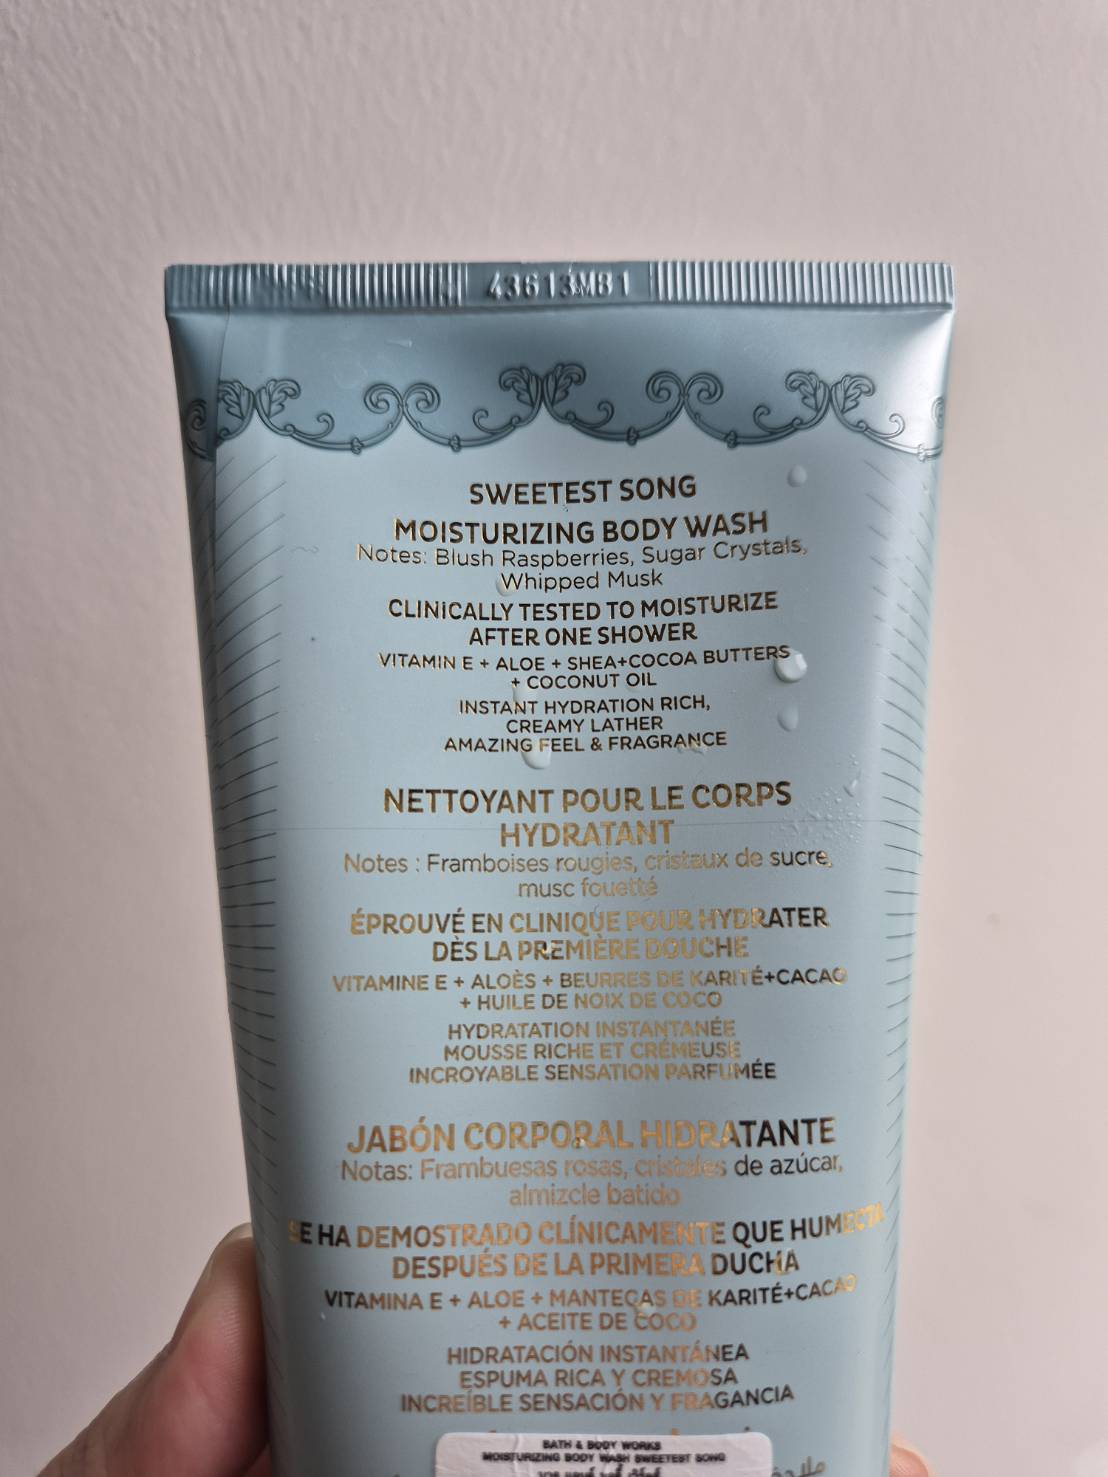 43613MB1
SWEETEST SONG
MOISTURIZING BODY WASH
Notes: Blush Raspberries, Sugar Crystals,
Whipped Musk
CLINICALLY TESTED TO MOISTURIZE
AFTER ONE SHOWER
VITAMIN E + ALOE + SHEA+COCOA BUTTERS
+ COCONUT OIL
INSTANT HYDRATION RICH,
CREAMY LATHER
AMAZING FEEL & FRAGRANCE
NETTOYANT POUR LE CORPS
HYDRATANT
Notes : Framboises rougies, cristaux de sucre,
musc fouetté
ÉPROUVÉ EN CLINIQUE POUR HYDRATER
DÈS LA PREMIÈRE DOUCHE
VITAMINE E + ALOÈS + BEURRES DE KARITÉ+CACAO
+ HUILE DE NOIX DE COCO
HYDRATATION INSTANTANÉE
MOUSSE RICHE ET CRÉMEUSE
INCROYABLE SENSATION PARFUMÉE
JABÓN CORPORAL HIDRATANTE
Notas: Frambuesas rosas, cristales de azúcar,
almizcle batido
SE HA DEMOSTRADO CLÍNICAMENTE QUE HUMECTA
DESPUÉS DE LA PRIMERA DUCHA
VITAMINA E + ALOE + MANTECAS DE KARITÉ+CACAO
+ ACEITE DE COCO
HIDRATACIÓN INSTANTÁNEA
ESPUMA RICA Y CREMOSA
INCREÍBLE SENSACIÓN Y FRAGANCIA
BATH & BODY WORKS
MOISTURIZING BODY WASH SWEETEST SONG